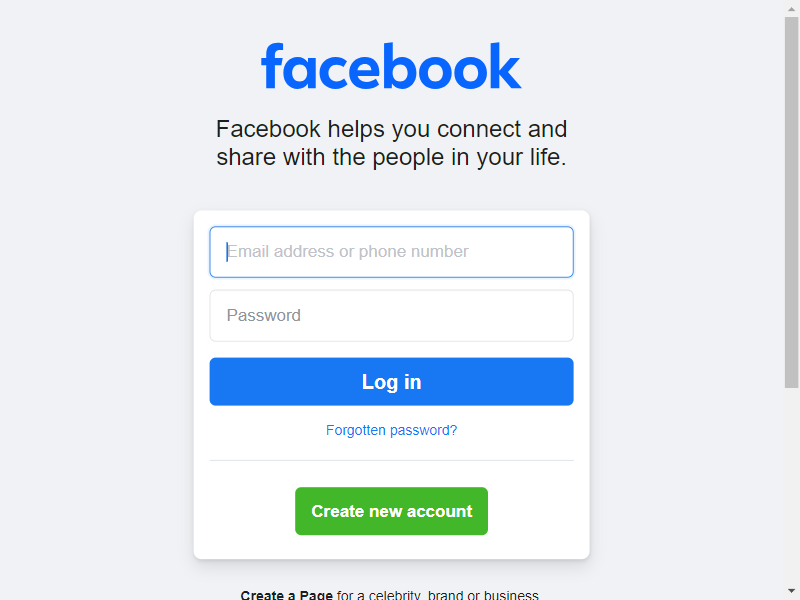 facebook
Facebook helps you connect and
share with the people in your life.
Email address or phone number
Password
Log in
Forgotten password?
Create new account
Create a Page for a celebrity, brand or business